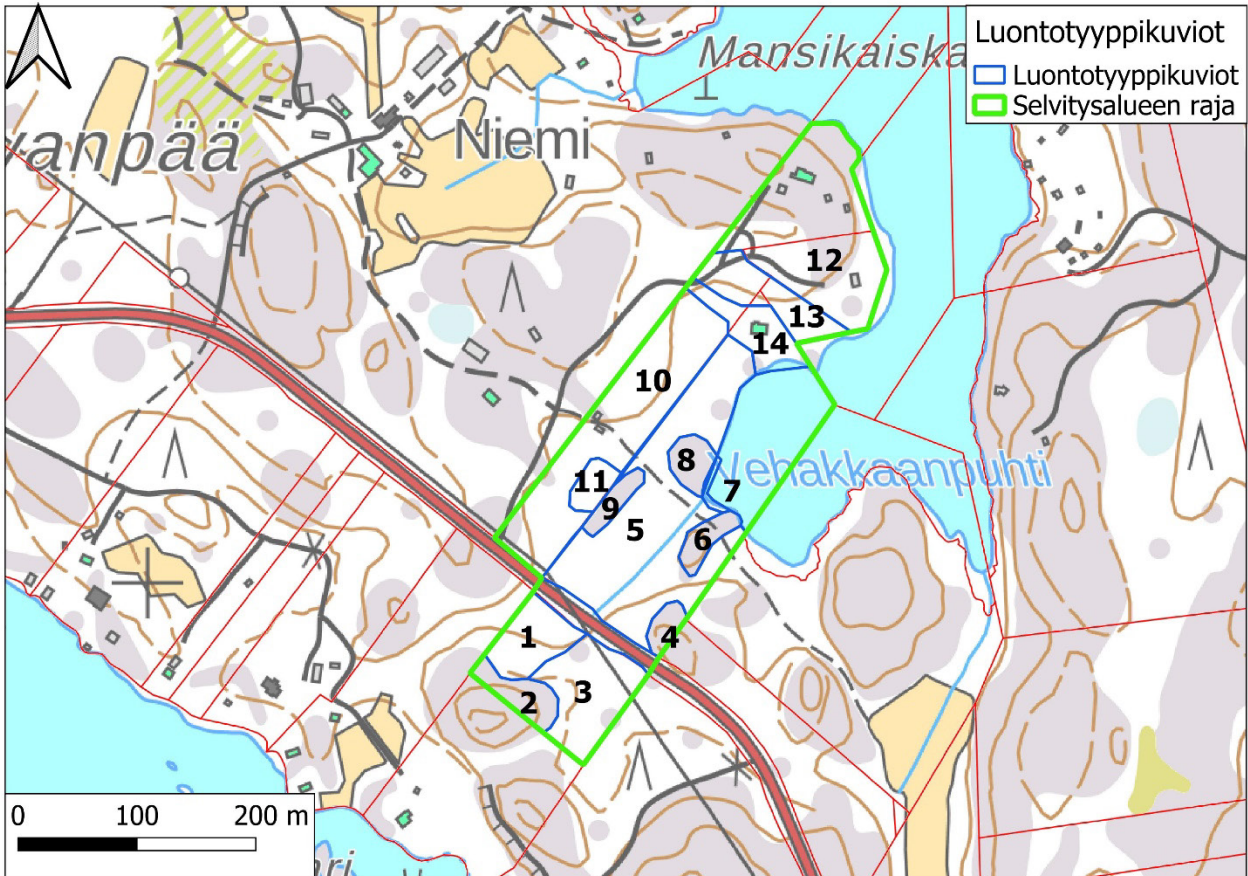 Mansikaiska
Luontotyyppikuviot
Luontotyyppikuviot
Selvitysalueen raja
vanpää
Niemi
12
13
14
10
8
Vehakkaanpuhti
11
7
9
5
6
1
4
3
2
0 100 200 m
ri